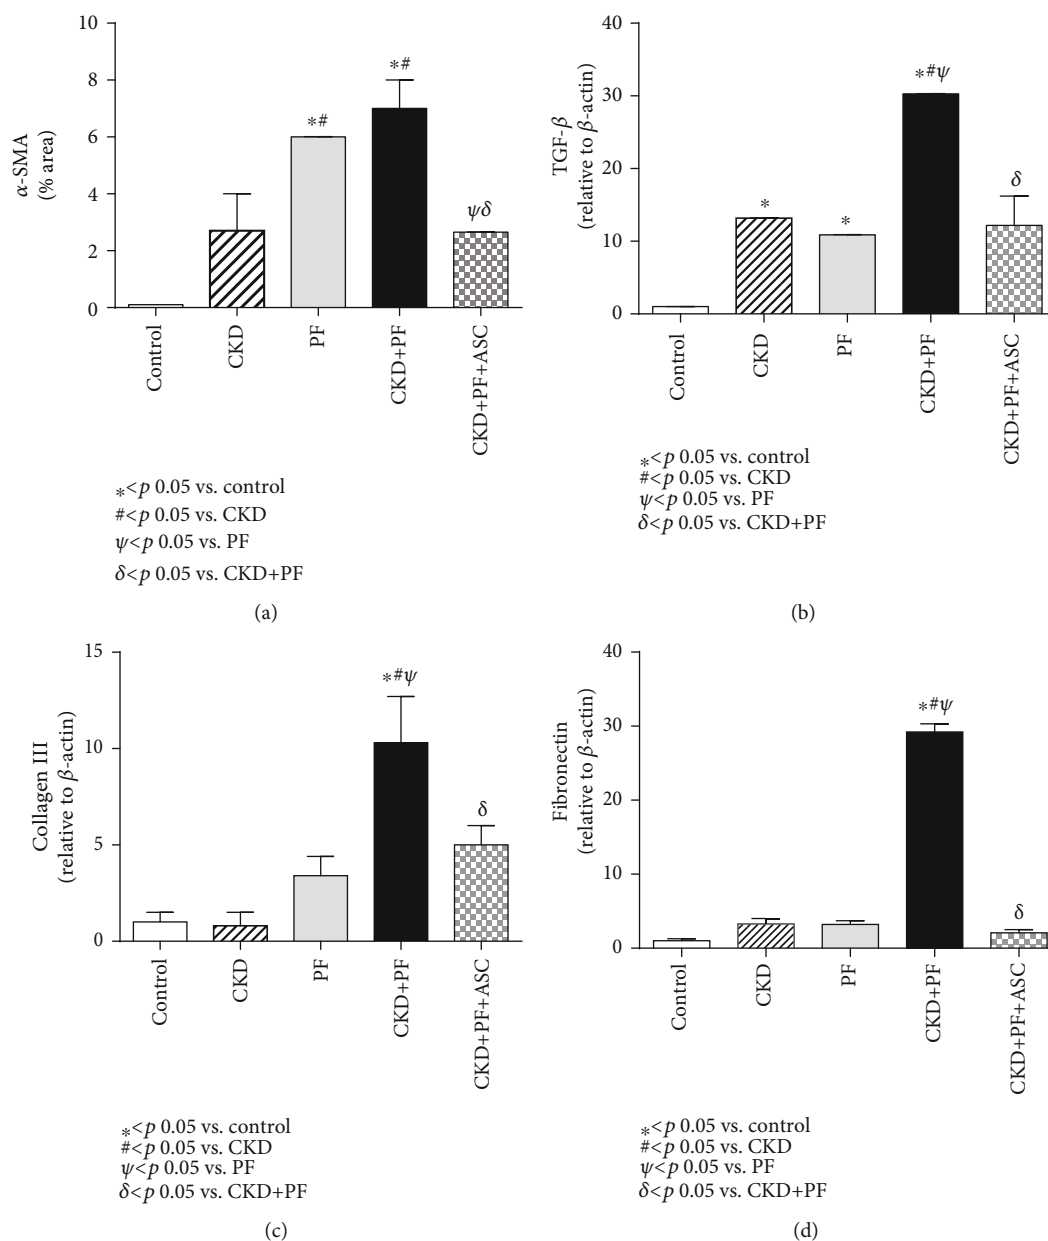 α-SMA
(% area)
10
8
6
4
2
0
*#
*#
ψδ
Control
CKD
PF
CKD+PF
CKD+PF+ASC
*<p 0.05 vs. control
#<p 0.05 vs. CKD
ψ<p 0.05 vs. PF
δ<p 0.05 vs. CKD+PF
(a)
TGF-β
(relative to β-actin)
40
30
20
10
0
*
*
*#ψ
δ
Control
CKD
PF
CKD+PF
CKD+PF+ASC
*<p 0.05 vs. control
#<p 0.05 vs. CKD
ψ<p 0.05 vs. PF
δ<p 0.05 vs. CKD+PF
(b)
Collagen III
(relative to β-actin)
15
10
5
0
*#ψ
δ
Control
CKD
PF
CKD+PF
CKD+PF+ASC
*<p 0.05 vs. control
#<p 0.05 vs. CKD
ψ<p 0.05 vs. PF
δ<p 0.05 vs. CKD+PF
(c)
Fibronectin
(relative to β-actin)
40
30
20
10
0
*#ψ
δ
Control
CKD
PF
CKD+PF
CKD+PF+ASC
*<p 0.05 vs. control
#<p 0.05 vs. CKD
ψ<p 0.05 vs. PF
δ<p 0.05 vs. CKD+PF
(d)